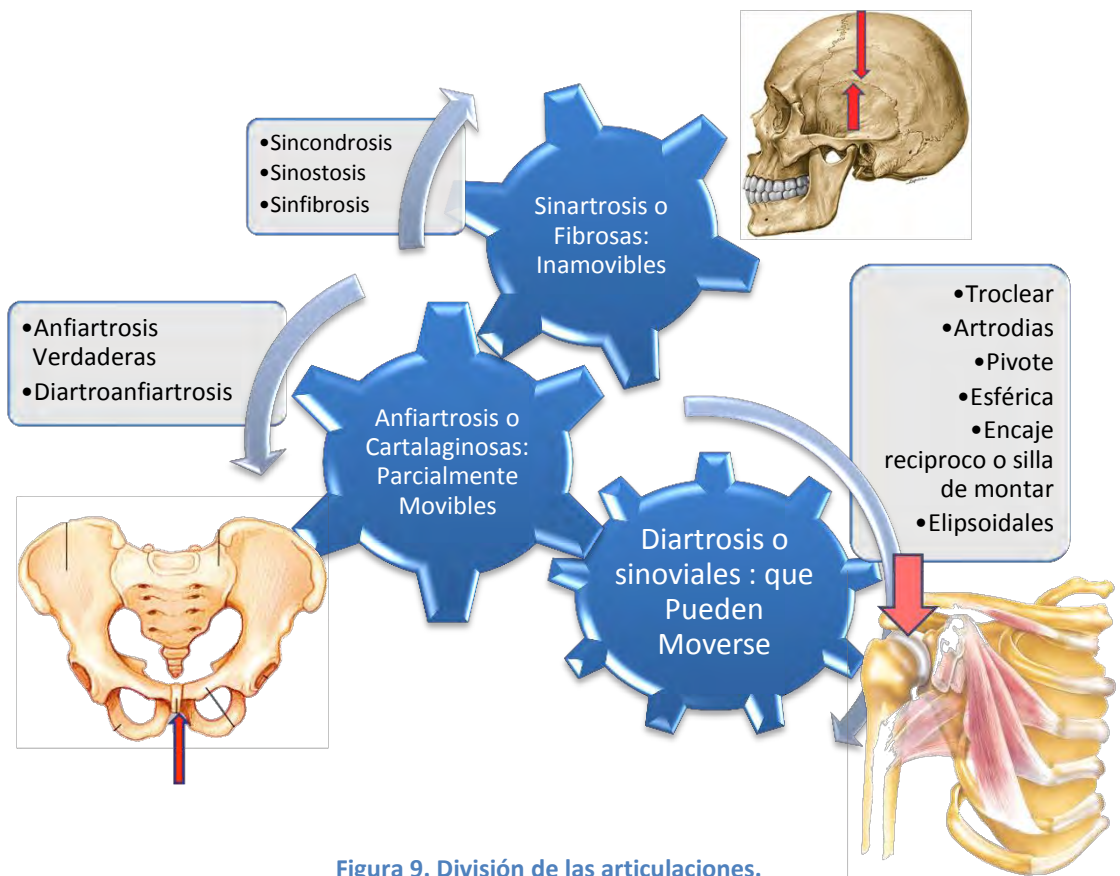 •Sincondrosis
•Sinostosis
•Sinfibrosis
Sinartrosis o
Fibrosas:
Inamovibles
•Anfiartrosis
Verdaderas
•Diartroanfiartrosis
Anfiartrosis o
Cartalaginosas:
Parcialmente
Movibles
•Troclear
•Artrodias
•Pivote
•Esférica
•Encaje
reciproco o silla
de montar
•Elipsoidales
Diartrosis o
sinoviales : que
Pueden
Moverse
Figura 9. División de las articulaciones.